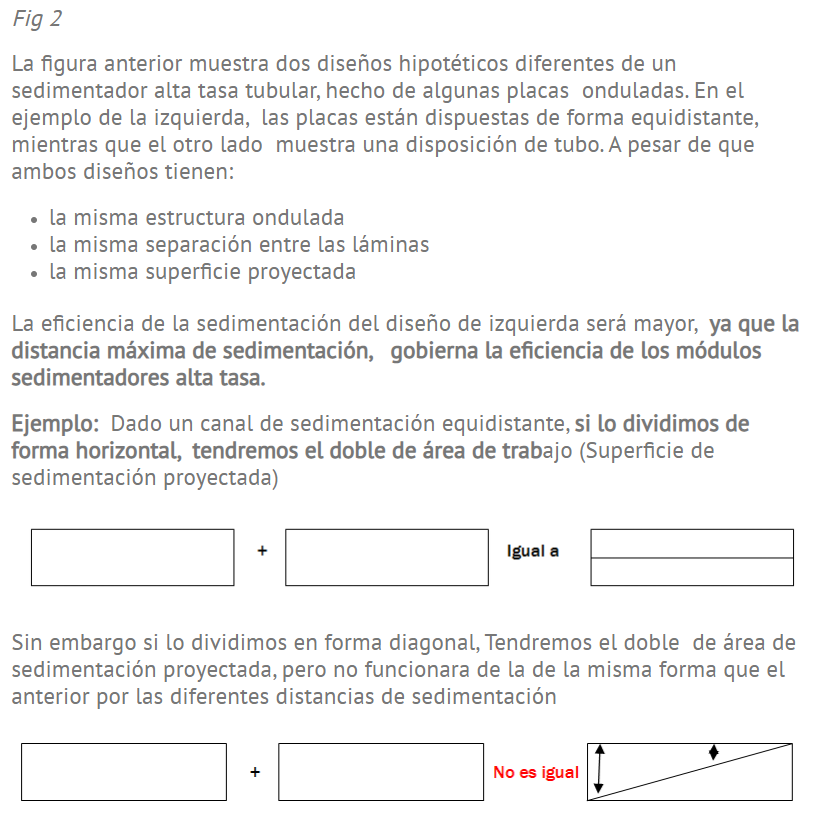 Fig 2
La figura anterior muestra dos diseños hipotéticos diferentes de un
sedimentador alta tasa tubular, hecho de algunas placas onduladas. En el
ejemplo de la izquierda, las placas están dispuestas de forma equidistante,
mientras que el otro lado muestra una disposición de tubo. A pesar de que
ambos diseños tienen:
• la misma estructura ondulada
• la misma separación entre las láminas
• la misma superficie proyectada
La eficiencia de la sedimentación del diseño de izquierda será mayor, ya que la
distancia máxima de sedimentación, gobierna la eficiencia de los módulos
sedimentadores alta tasa.
Ejemplo: Dado un canal de sedimentación equidistante, si lo dividimos de
forma horizontal, tendremos el doble de área de trabajo (Superficie de
sedimentación proyectada)
+ Igual a
Sin embargo si lo dividimos en forma diagonal, Tendremos el doble de área de
sedimentación proyectada, pero no funcionara de la de la misma forma que el
anterior por las diferentes distancias de sedimentación
+ No es igual